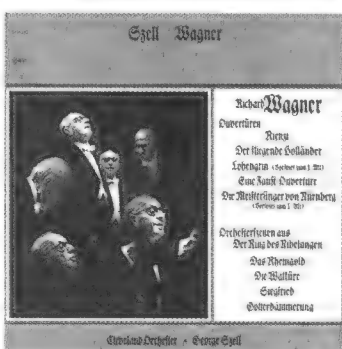 Szell Wagner
Richard Wagner
Ouvertüren
Rienzi
Der fliegende Holländer
Lohengrin (Vorspiel zum 1. Akt)
Eine Faust-Ouverture
Die Meistersinger von Nürnberg
(Vorspiel zum 1. Akt)
Orchesterszenen aus
Der Ring des Nibelungen
Das Rheingold
Die Walküre
Siegfried
Götterdämmerung
Cleveland Orchester · George Szell